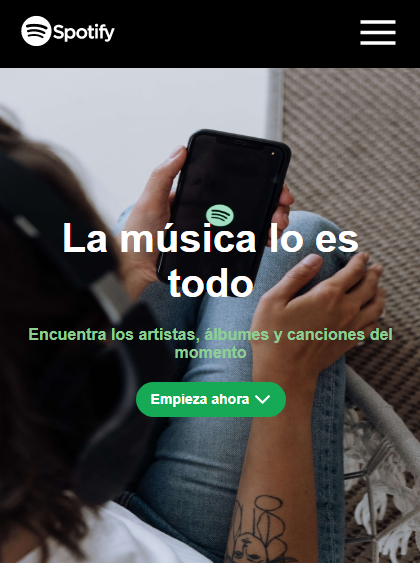 Spotify
La música lo es
todo
Encuentra los artistas, álbumes y canciones del
momento
Empieza ahora